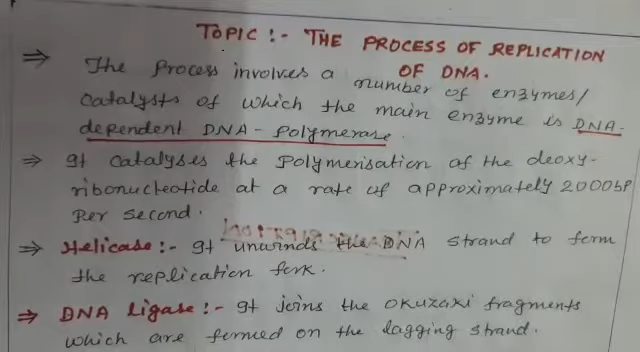 TOPIC :- THE PROCESS OF REPLICATION
OF DNA.
⇒ The Process involves a number of enzymes/
Catalysts of which the main enzyme is DNA-
dependent DNA - Polymerase.
⇒ It Catalyses the Polymerisation of the deoxy-
ribonucleotide at a rate of approximately 2000bP
Per second.
⇒ Helicase :- It unwinds the DNA strand to form
the replication fork.
⇒ DNA Ligase :- It joins the Okuzaki fragments
which are formed on the lagging strand.